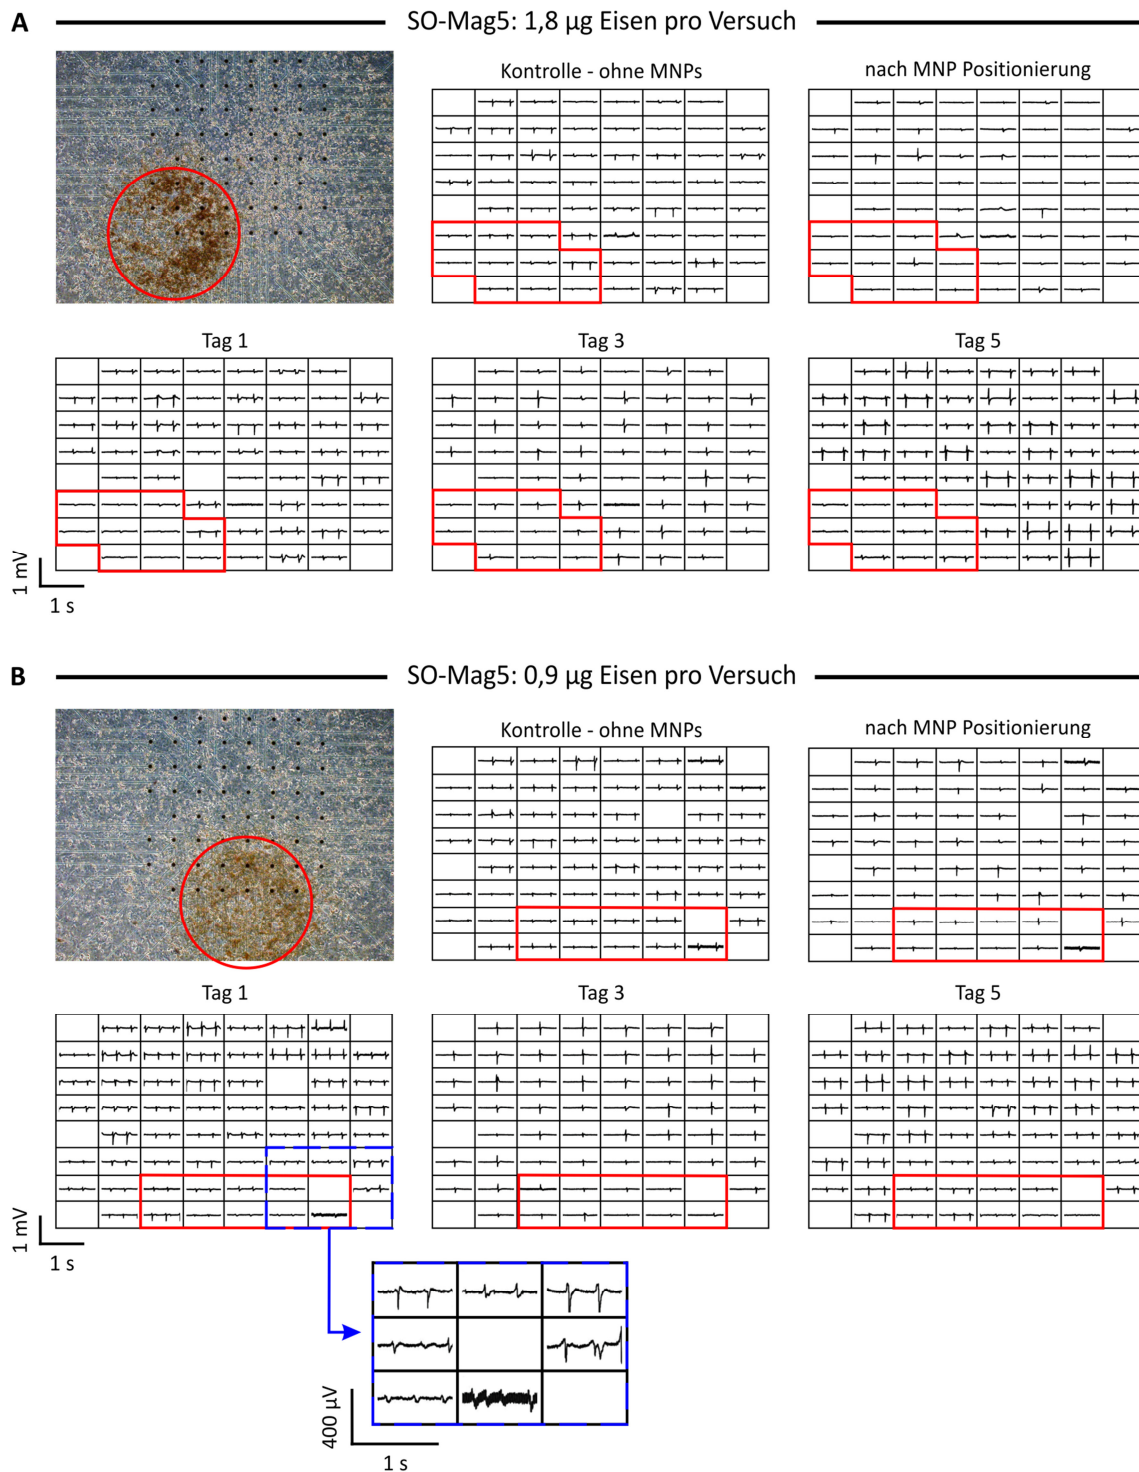 A
SO-Mag5: 1,8 µg Eisen pro Versuch
Kontrolle - ohne MNPs
nach MNP Positionierung
Tag 1
Tag 3
Tag 5
1 mV
1 s
B
SO-Mag5: 0,9 µg Eisen pro Versuch
Kontrolle - ohne MNPs
nach MNP Positionierung
Tag 1
Tag 3
Tag 5
1 mV
1 s
400 µV
1 s